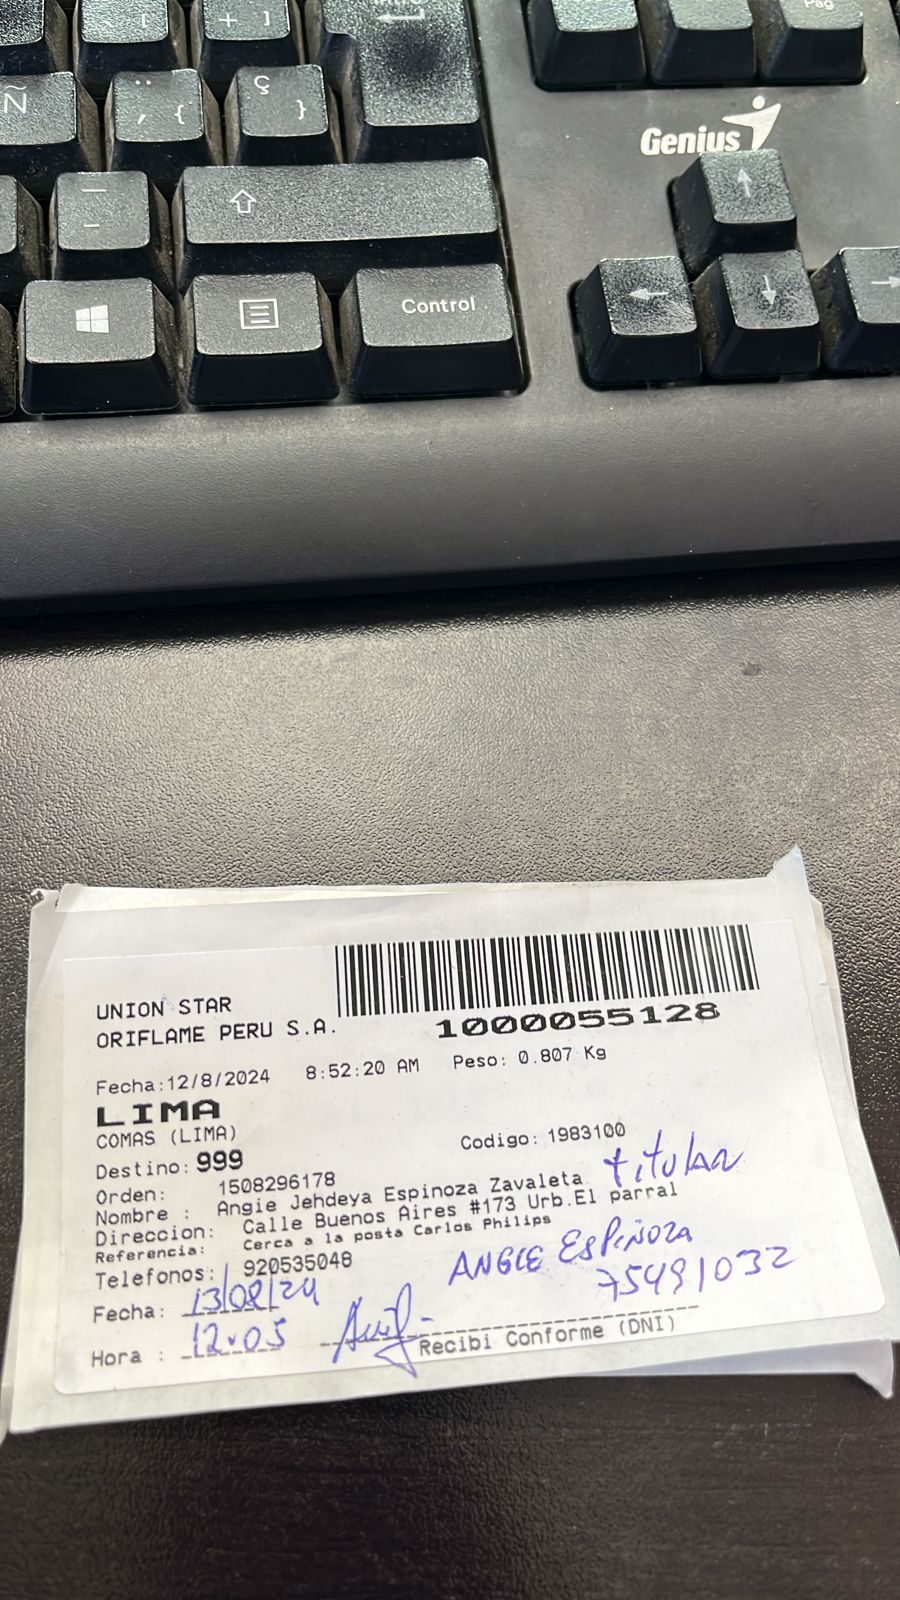 INTRO
Pag
+ ]
Ñ
¨ ´ {
Ç }
Genius
_ -
Control
UNION STAR
ORIFLAME PERU S.A.
1000055128
Fecha:12/8/2024 8:52:20 AM Peso: 0.807 Kg
LIMA
COMAS (LIMA)
Codigo: 1983100
Destino: 999
Orden: 1508296178
Nombre : Angie Jehdeya Espinoza Zavaleta titular
Direccion: Calle Buenos Aires #173 Urb.El parral
Referencia: Cerca a la posta Carlos Philips
Telefonos: 920535048
ANGIE ESPINOZA
75491032
Fecha: 13/08/24
Hora : 12.05
Recibi Conforme (DNI)